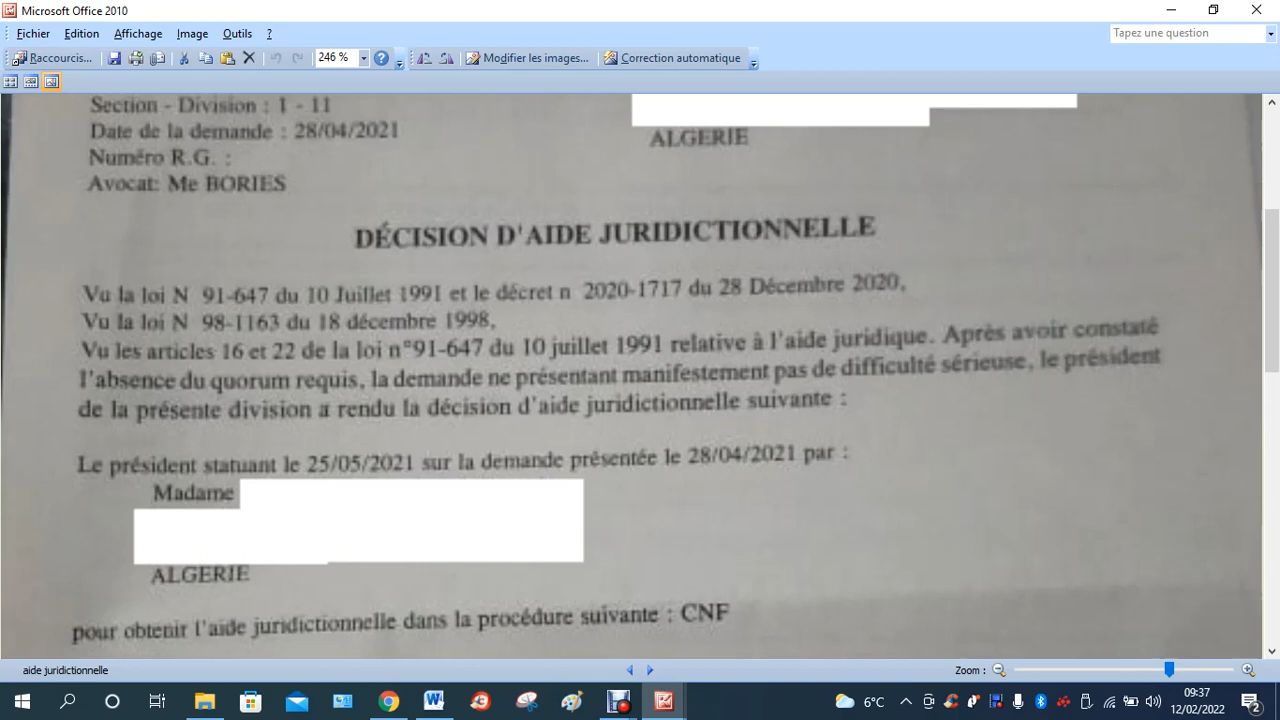 Microsoft Office 2010
Fichier Edition Affichage Image Outils ?
Tapez une question
Raccourcis... 246 % Modifier les images... Correction automatique
Section - Division : 1 - 11
Date de la demande : 28/04/2021
ALGERIE
Numéro R.G. :
Avocat: Me BORIES
DÉCISION D'AIDE JURIDICTIONNELLE
Vu la loi N 91-647 du 10 Juillet 1991 et le décret n 2020-1717 du 28 Décembre 2020,
Vu la loi N 98-1163 du 18 décembre 1998,
Vu les articles 16 et 22 de la loi n°91-647 du 10 juillet 1991 relative à l'aide juridique. Après avoir constaté
l'absence du quorum requis, la demande ne présentant manifestement pas de difficulté sérieuse, le président
de la présente division a rendu la décision d'aide juridictionnelle suivante :
Le président statuant le 25/05/2021 sur la demande présentée le 28/04/2021 par :
Madame
ALGERIE
pour obtenir l'aide juridictionnelle dans la procédure suivante : CNF
aide juridictionnelle
Zoom :
6°C
09:37
12/02/2022
2